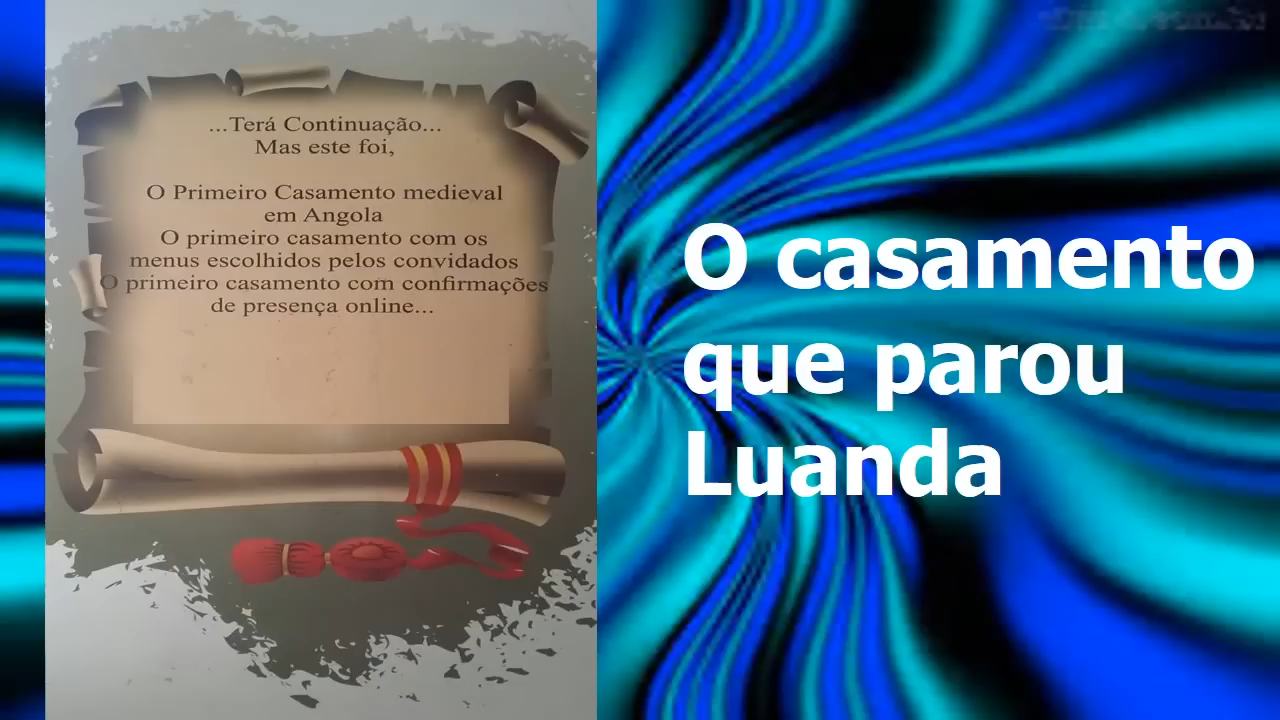 ...Terá Continuação...
Mas este foi,
O Primeiro Casamento medieval
em Angola
O primeiro casamento com os
menus escolhidos pelos convidados
O primeiro casamento com confirmações
de presença online...
O casamento
que parou
Luanda